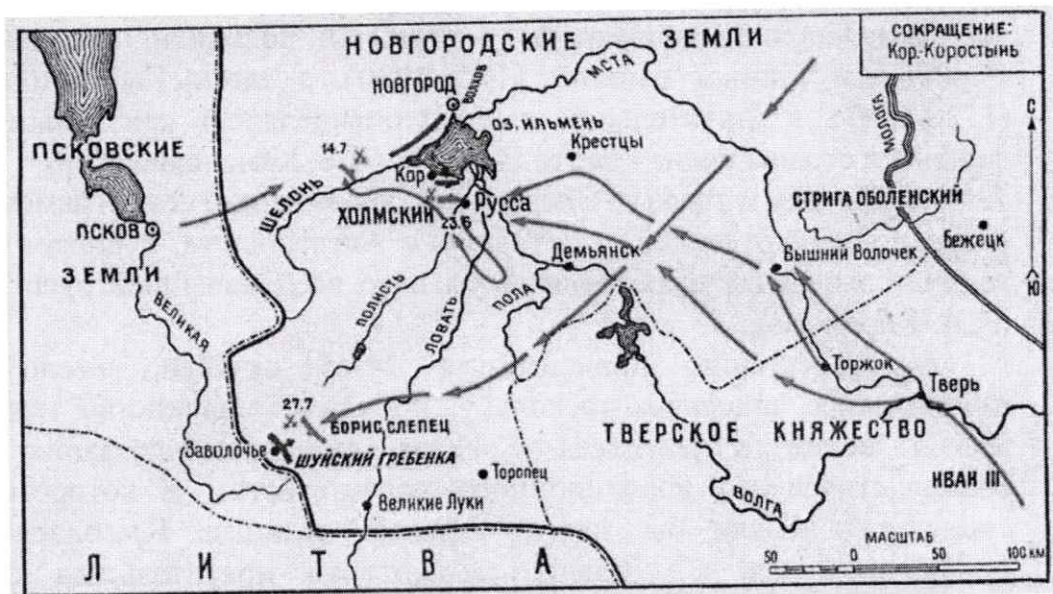 НОВГОРОДСКИЕ ЗЕМЛИ
СОКРАЩЕНИЕ:
Кор.-Коростынь
НОВГОРОД
ВОЛХОВ
МСТА
ОЗ. ИЛЬМЕНЬ
МОЛОГА
С
ПСКОВСКИЕ
14.7
Кор
Крестцы
ШЕЛОНЬ
ХОЛМСКИЙ
Русса
23.6
СТРИГА ОБОЛЕНСКИЙ
ПСКОВ
Бежецк
ЗЕМЛИ
Демьянск
Вышний Волочек
Ю
ВЕЛИКАЯ
ПОЛИСТЬ
ЛОВАТЬ
ПОЛА
Торжок
Тверь
27.7
БОРИС СЛЕПЕЦ
ТВЕРСКОЕ КНЯЖЕСТВО
Заволочье
ШУЙСКИЙ ГРЕБЕНКА
Торопец
ИВАН III
Великие Луки
ВОЛГА
МАСШТАБ
50 0 50 100 КМ
ЛИТВА